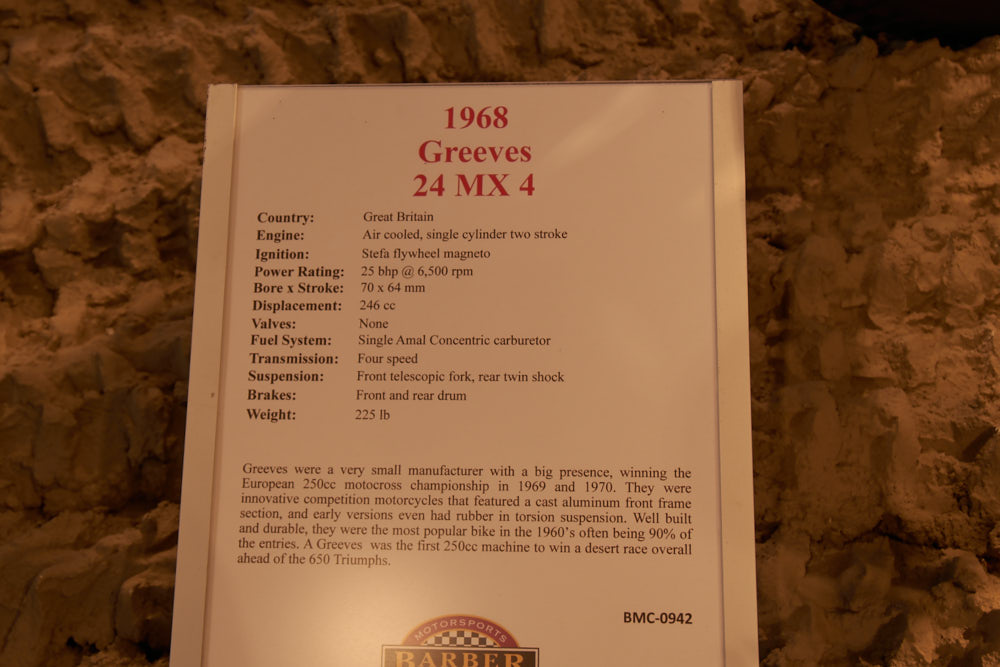 1968
Greeves
24 MX 4
Country: Great Britain
Engine: Air cooled, single cylinder two stroke
Ignition: Stefa flywheel magneto
Power Rating: 25 bhp @ 6,500 rpm
Bore x Stroke: 70 x 64 mm
Displacement: 246 cc
Valves: None
Fuel System: Single Amal Concentric carburetor
Transmission: Four speed
Suspension: Front telescopic fork, rear twin shock
Brakes: Front and rear drum
Weight: 225 lb
Greeves were a very small manufacturer with a big presence, winning the
European 250cc motocross championship in 1969 and 1970. They were
innovative competition motorcycles that featured a cast aluminum front frame
section, and early versions even had rubber in torsion suspension. Well built
and durable, they were the most popular bike in the 1960's often being 90% of
the entries. A Greeves was the first 250cc machine to win a desert race overall
ahead of the 650 Triumphs.
BMC-0942
MOTORSPORTS
BARBER